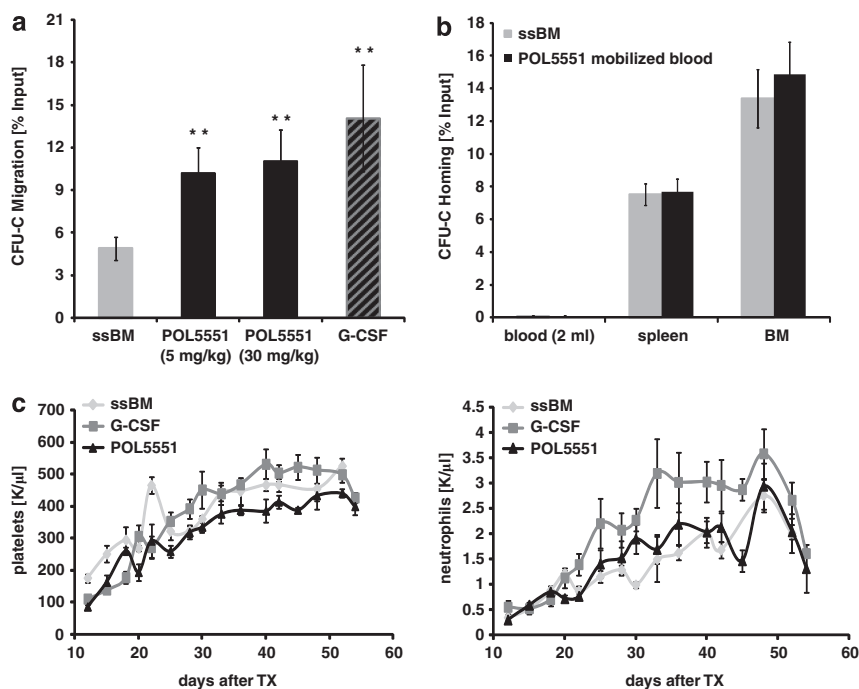 a
CFU-C Migration [% Input]
21
18
15
12
9
6
3
0
**
**
**
ssBM
POL5551
(5 mg/kg)
POL5551
(30 mg/kg)
G-CSF
b
CFU-C Homing [% Input]
18
16
14
12
10
8
6
4
2
0
ssBM
POL5551 mobilized blood
blood (2 ml)
spleen
BM
c
platelets [K/μl]
700
600
500
400
300
200
100
0
ssBM
G-CSF
POL5551
10
20
30
40
50
60
days after TX
neutrophils [K/μl]
4.5
4
3.5
3
2.5
2
1.5
1
0.5
0
ssBM
G-CSF
POL5551
10
20
30
40
50
60
days after TX